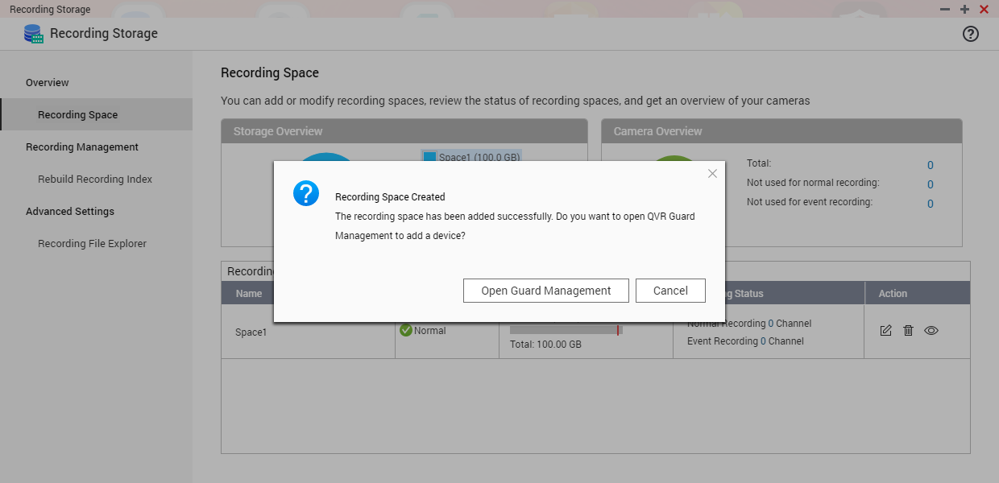 Recording Storage
Recording Storage
Overview
Recording Space
Recording Management
Rebuild Recording Index
Advanced Settings
Recording File Explorer
Recording Space
You can add or modify recording spaces, review the status of recording spaces, and get an overview of your cameras
Storage Overview
Space1 (100.0 GB)
Camera Overview
Total: 0
Not used for normal recording: 0
Not used for event recording: 0
Recording Space Created
The recording space has been added successfully. Do you want to open QVR Guard
Management to add a device?
Open Guard Management Cancel
Name Status Action
Space1 Normal
Total: 100.00 GB
Normal Recording 0 Channel
Event Recording 0 Channel